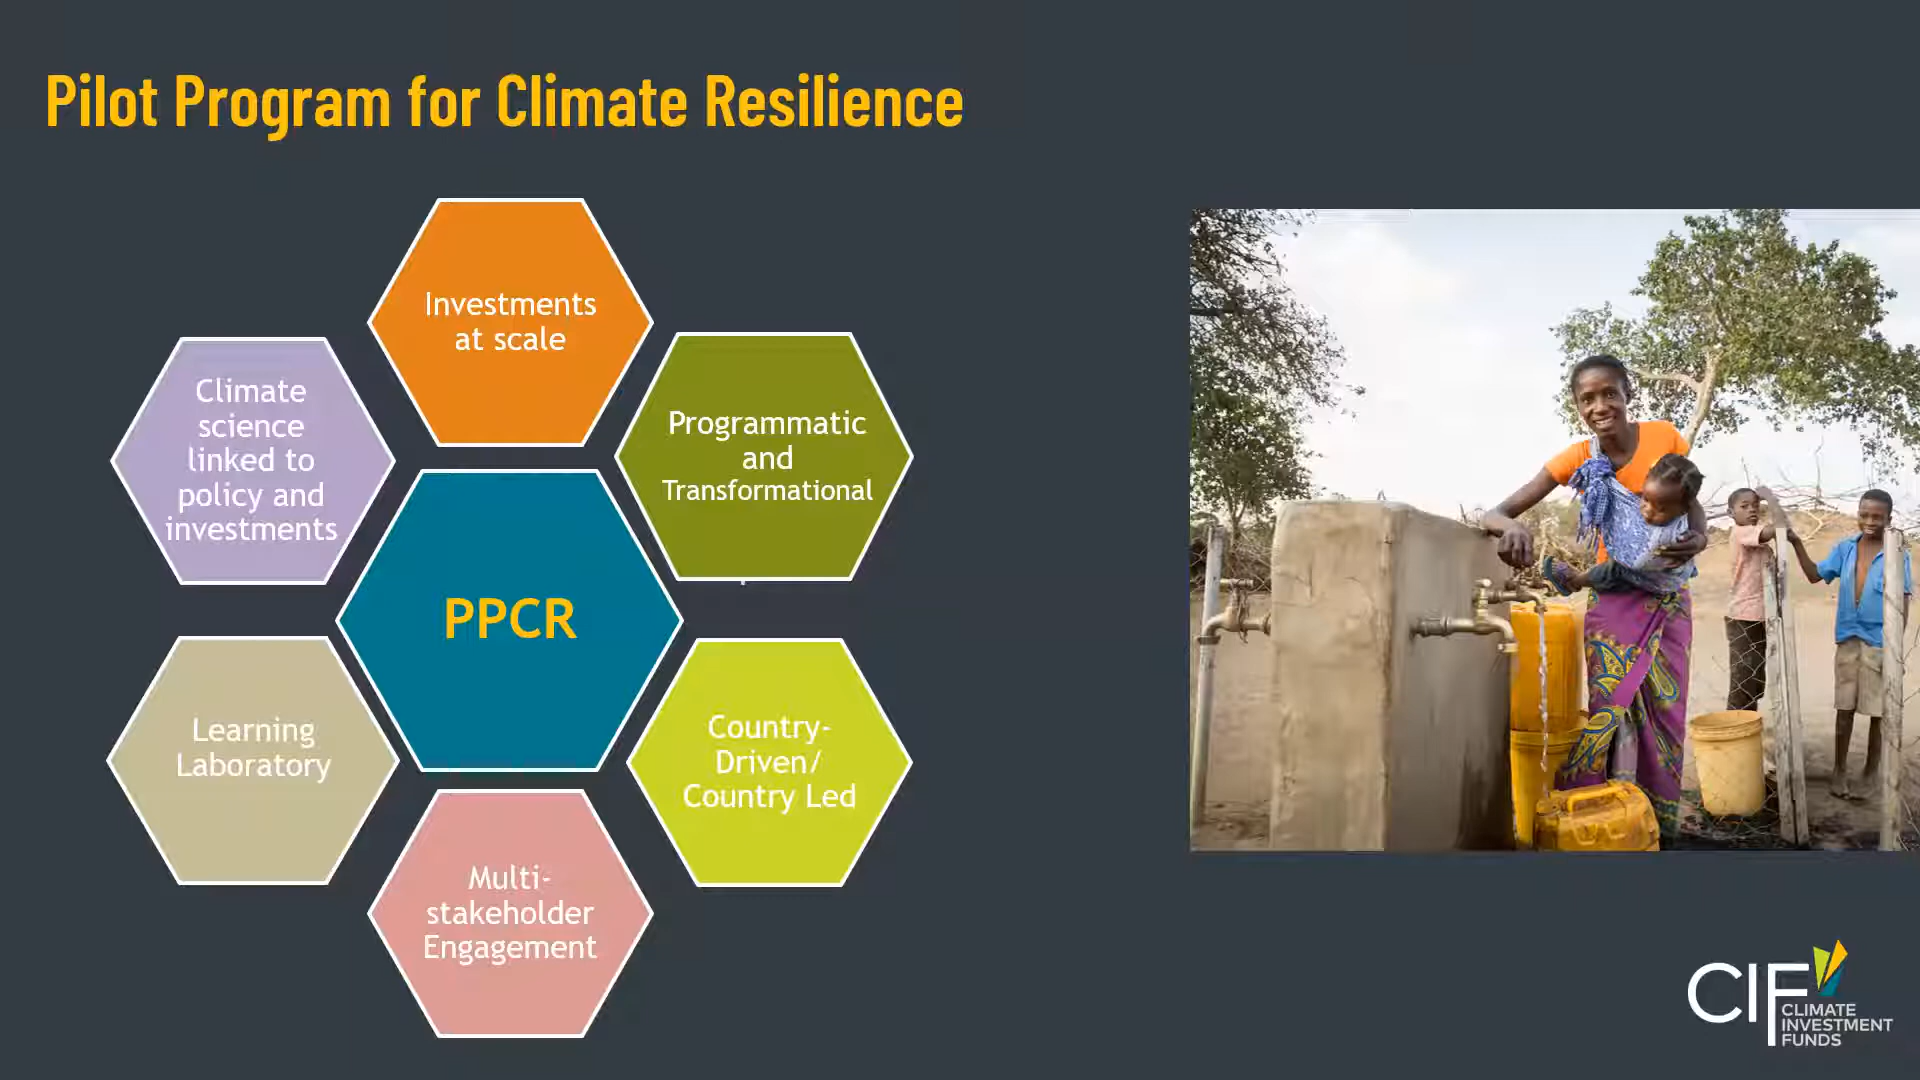 Pilot Program for Climate Resilience
Investments
at scale
Climate
science
linked to
policy and
investments
Programmatic
and
Transformational
PPCR
Learning
Laboratory
Country-
Driven/
Country Led
Multi-
stakeholder
Engagement
CIF
CLIMATE
INVESTMENT
FUNDS